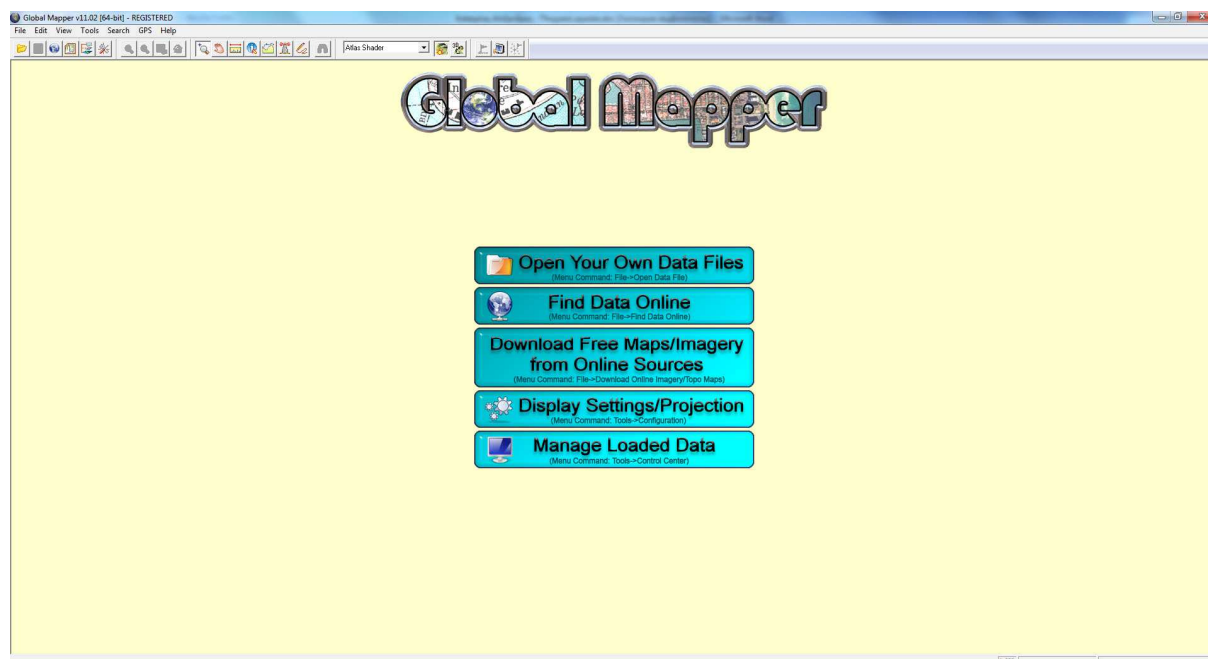 Global Mapper v11.02 [64-bit] - REGISTERED
File Edit View Tools Search GPS Help
Atlas Shader
Global Mapper
Open Your Own Data Files
(Menu Command: File->Open Data File)
Find Data Online
(Menu Command: File->Find Data Online)
Download Free Maps/Imagery
from Online Sources
(Menu Command: File->Download Online Imagery/Topo Maps)
Display Settings/Projection
(Menu Command: Tools->Configuration)
Manage Loaded Data
(Menu Command: Tools->Control Center)